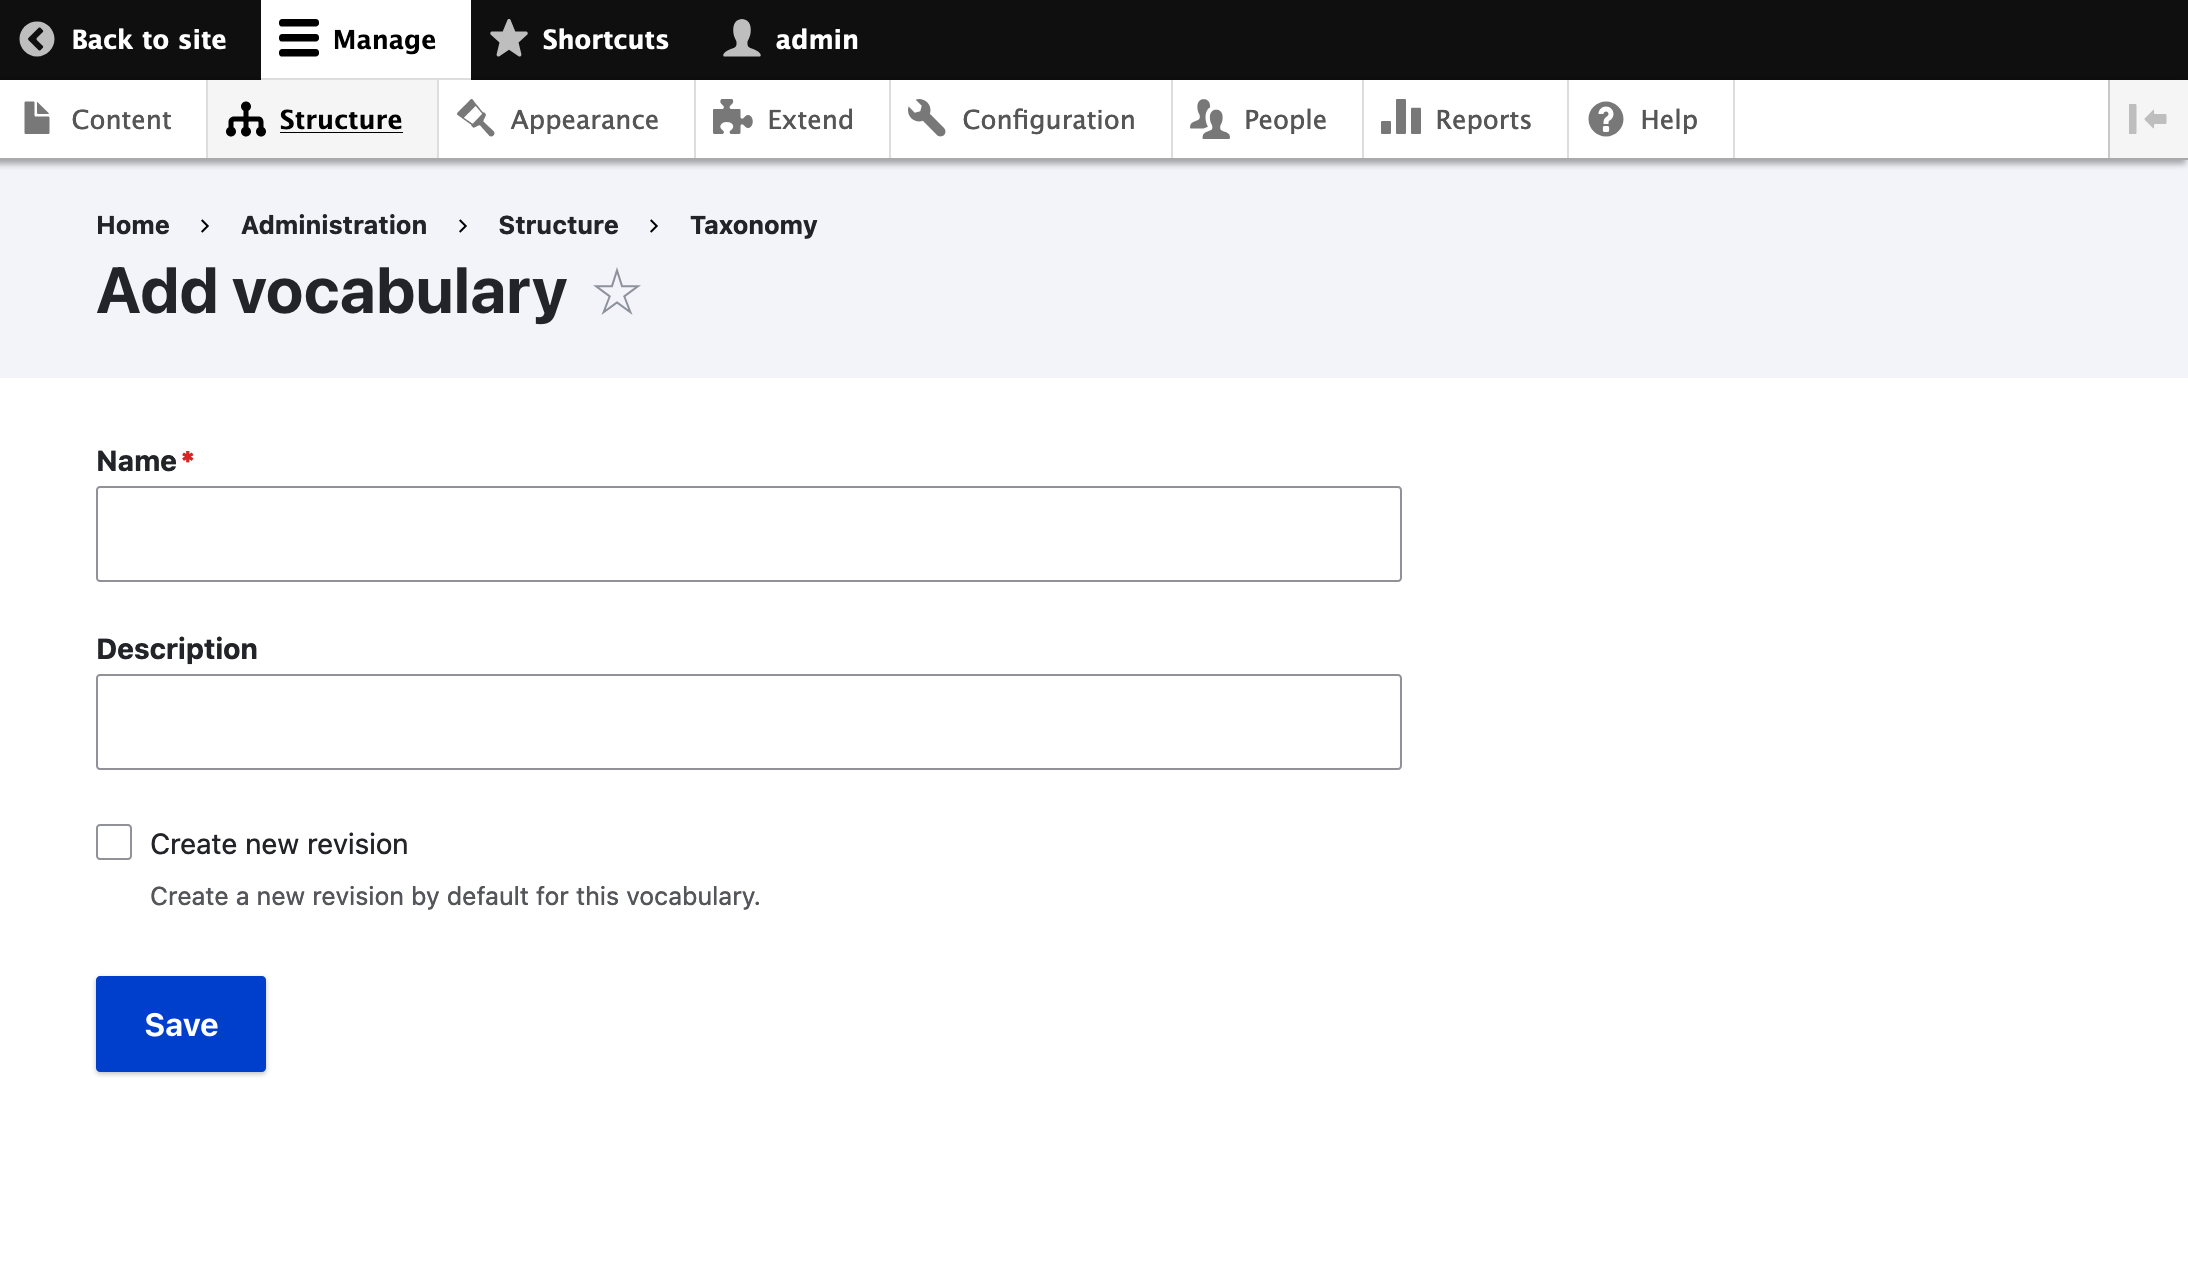 Back to site Manage Shortcuts admin
Content Structure Appearance Extend Configuration People Reports Help
Home › Administration › Structure › Taxonomy
Add vocabulary
Name*
Description
Create new revision
Create a new revision by default for this vocabulary.
Save